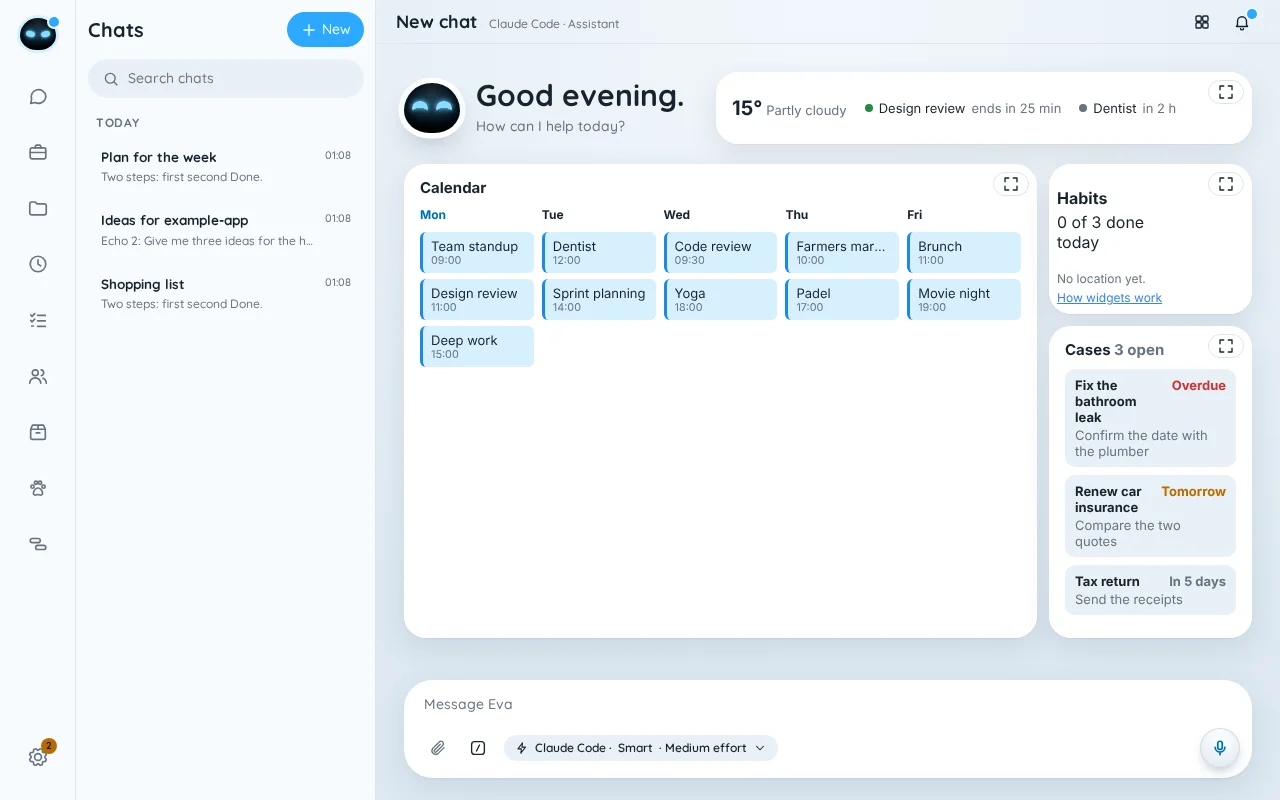 Chats
New
Search chats
TODAY
Plan for the week 01:08
Two steps: first second Done.
Ideas for example-app 01:08
Echo 2: Give me three ideas for the h...
Shopping list 01:08
Two steps: first second Done.
2
New chat Claude Code · Assistant
Good evening.
How can I help today?
15° Partly cloudy Design review ends in 25 min Dentist in 2 h
Calendar
Mon Tue Wed Thu Fri
Team standup Dentist Code review Farmers mar... Brunch
09:00 12:00 09:30 10:00 11:00
Design review Sprint planning Yoga Padel Movie night
11:00 14:00 18:00 17:00 19:00
Deep work
15:00
Habits
0 of 3 done
today
No location yet.
How widgets work
Cases 3 open
Fix the Overdue
bathroom
leak
Confirm the date with
the plumber
Renew car Tomorrow
insurance
Compare the two
quotes
Tax return In 5 days
Send the receipts
Message Eva
Claude Code · Smart · Medium effort